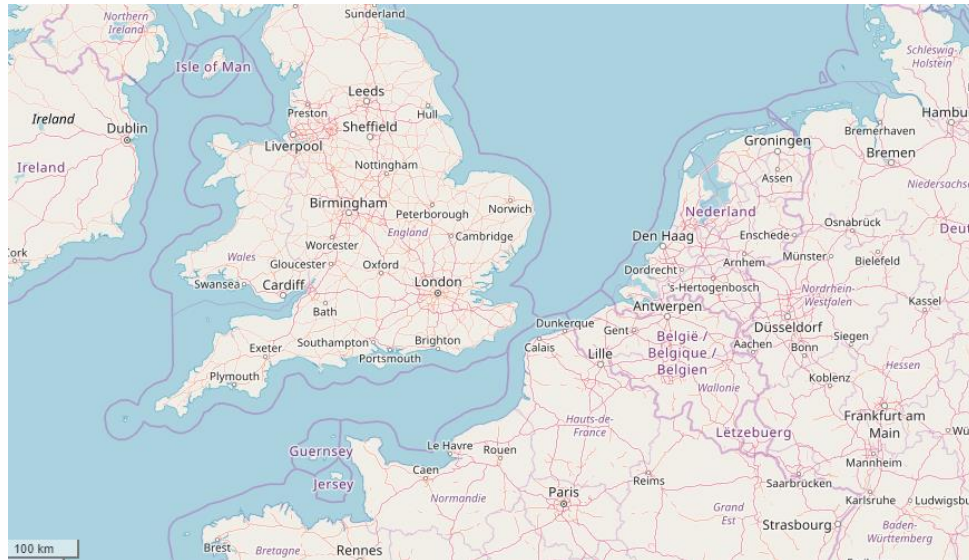 Sunderland
Northern
Ireland
Isle of Man
Schleswig-
Holstein
Leeds
Preston
Hull
Ireland
Dublin
Sheffield
Liverpool
Hambu
Bremerhaven
Groningen
Bremen
Nottingham
Ireland
Assen
Niedersachse
Birmingham
Peterborough
Norwich
Nederland
England
Osnabrück
Worcester
Cambridge
Den Haag
Enschede
Deut
Cork
Wales
Gloucester
Oxford
Arnhem
Münster
Bielefeld
Dordrecht
Swansea
Cardiff
London
's-Hertogenbosch
Nordrhein-
Westfalen
Bath
Antwerpen
Kassel
Dunkerque
Gent
Düsseldorf
Southampton
Brighton
België /
Belgique /
Belgien
Aachen
Siegen
Exeter
Calais
Lille
Bonn
Portsmouth
Hessen
Plymouth
Wallonie
Koblenz
Hauts-de-
France
Frankfurt am
Main
Lëtzebuerg
Wü
Le Havre
Guernsey
Rouen
Mannheim
Caen
Reims
Saarbrücken
Jersey
Paris
Karlsruhe
Ludwigsbu
Normandie
Grand
Est
Strasbourg
Baden-
Württemberg
100 km
Brest
Bretagne
Rennes